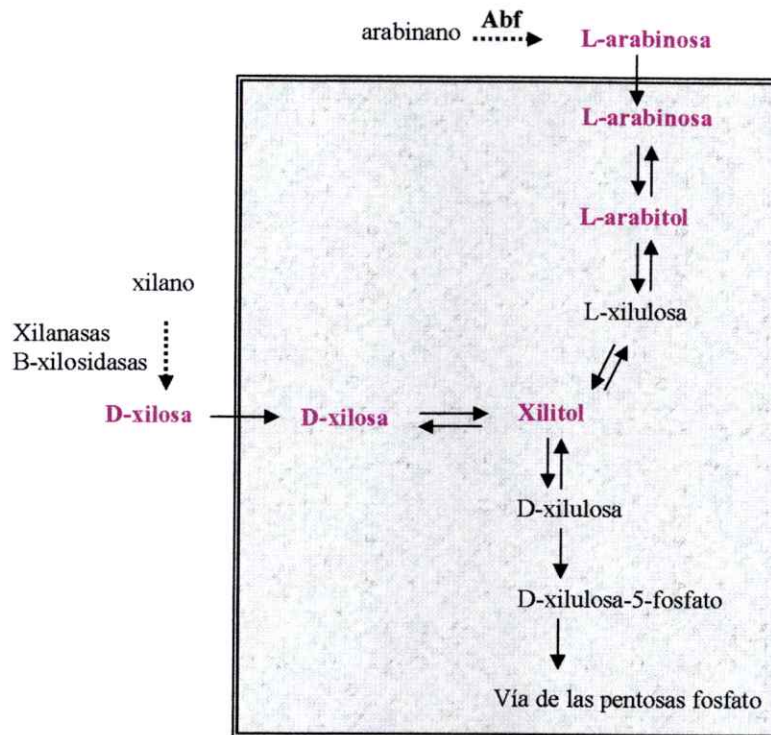 arabinano Abf L-arabinosa
L-arabinosa
L-arabitol
L-xilulosa
xilano
Xilanasas
B-xilosidasas
D-xilosa D-xilosa Xilitol
D-xilulosa
D-xilulosa-5-fosfato
Vía de las pentosas fosfato